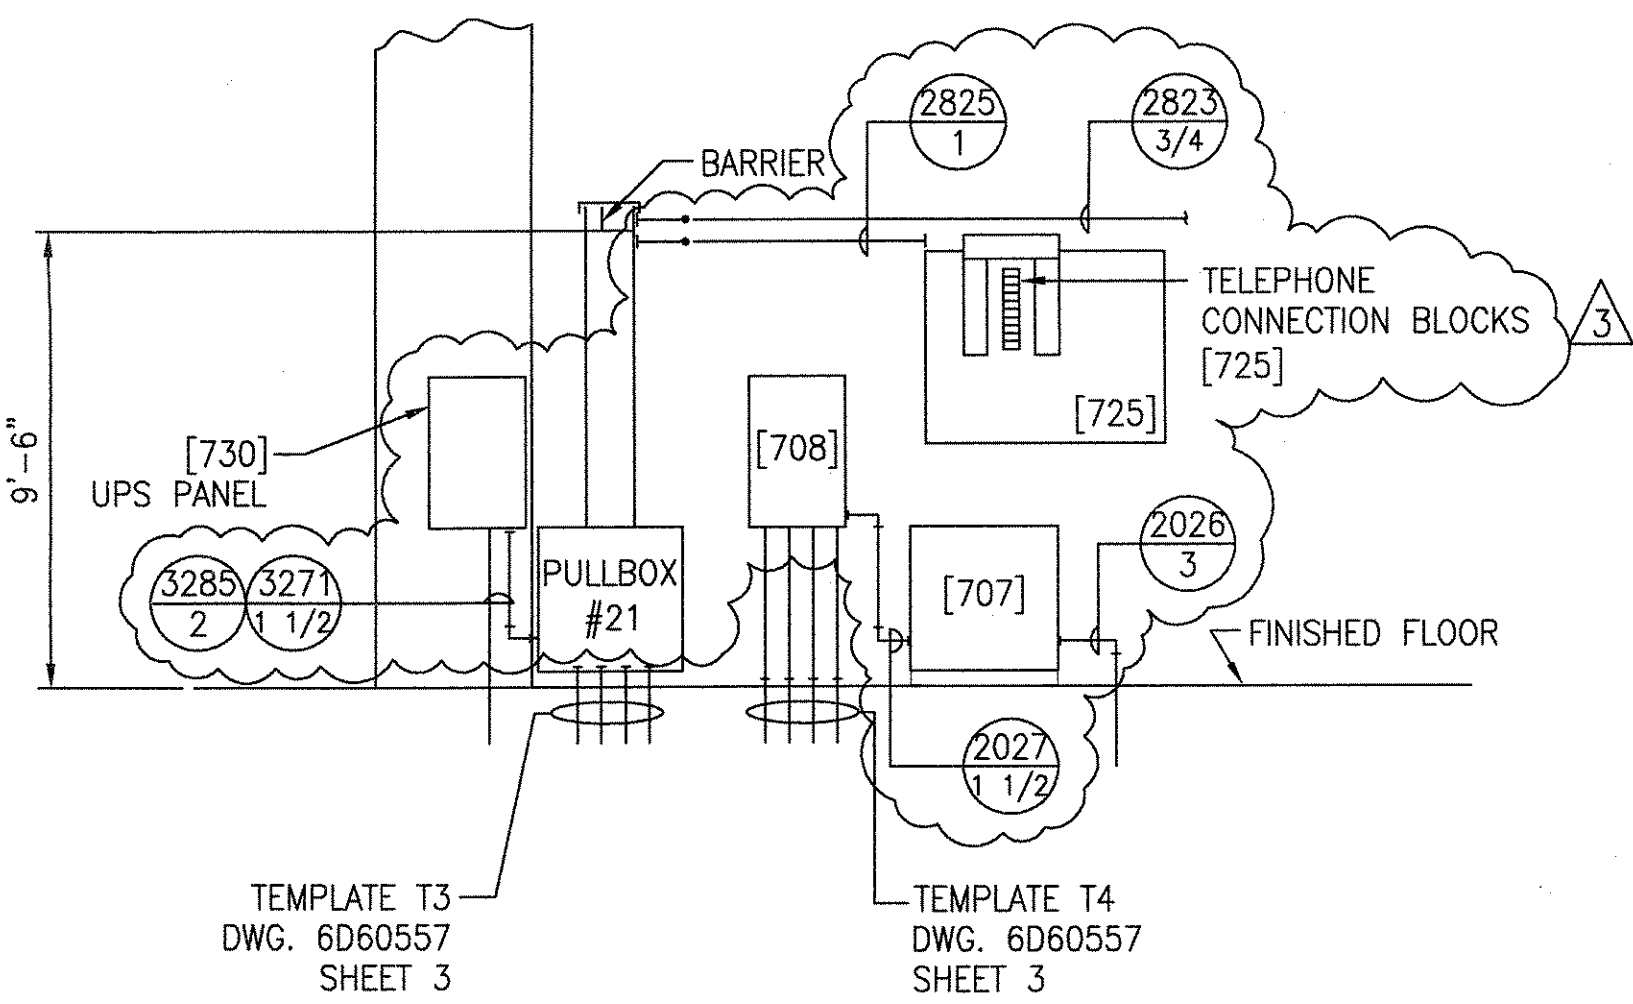 2825
1
2823
3/4
BARRIER
TELEPHONE
CONNECTION BLOCKS
[725]
3
[725]
9'-6"
[730]
UPS PANEL
[708]
2026
3
3285
2
3271
1 1/2
PULLBOX
#21
[707]
FINISHED FLOOR
2027
1 1/2
TEMPLATE T3
DWG. 6D60557
SHEET 3
TEMPLATE T4
DWG. 6D60557
SHEET 3